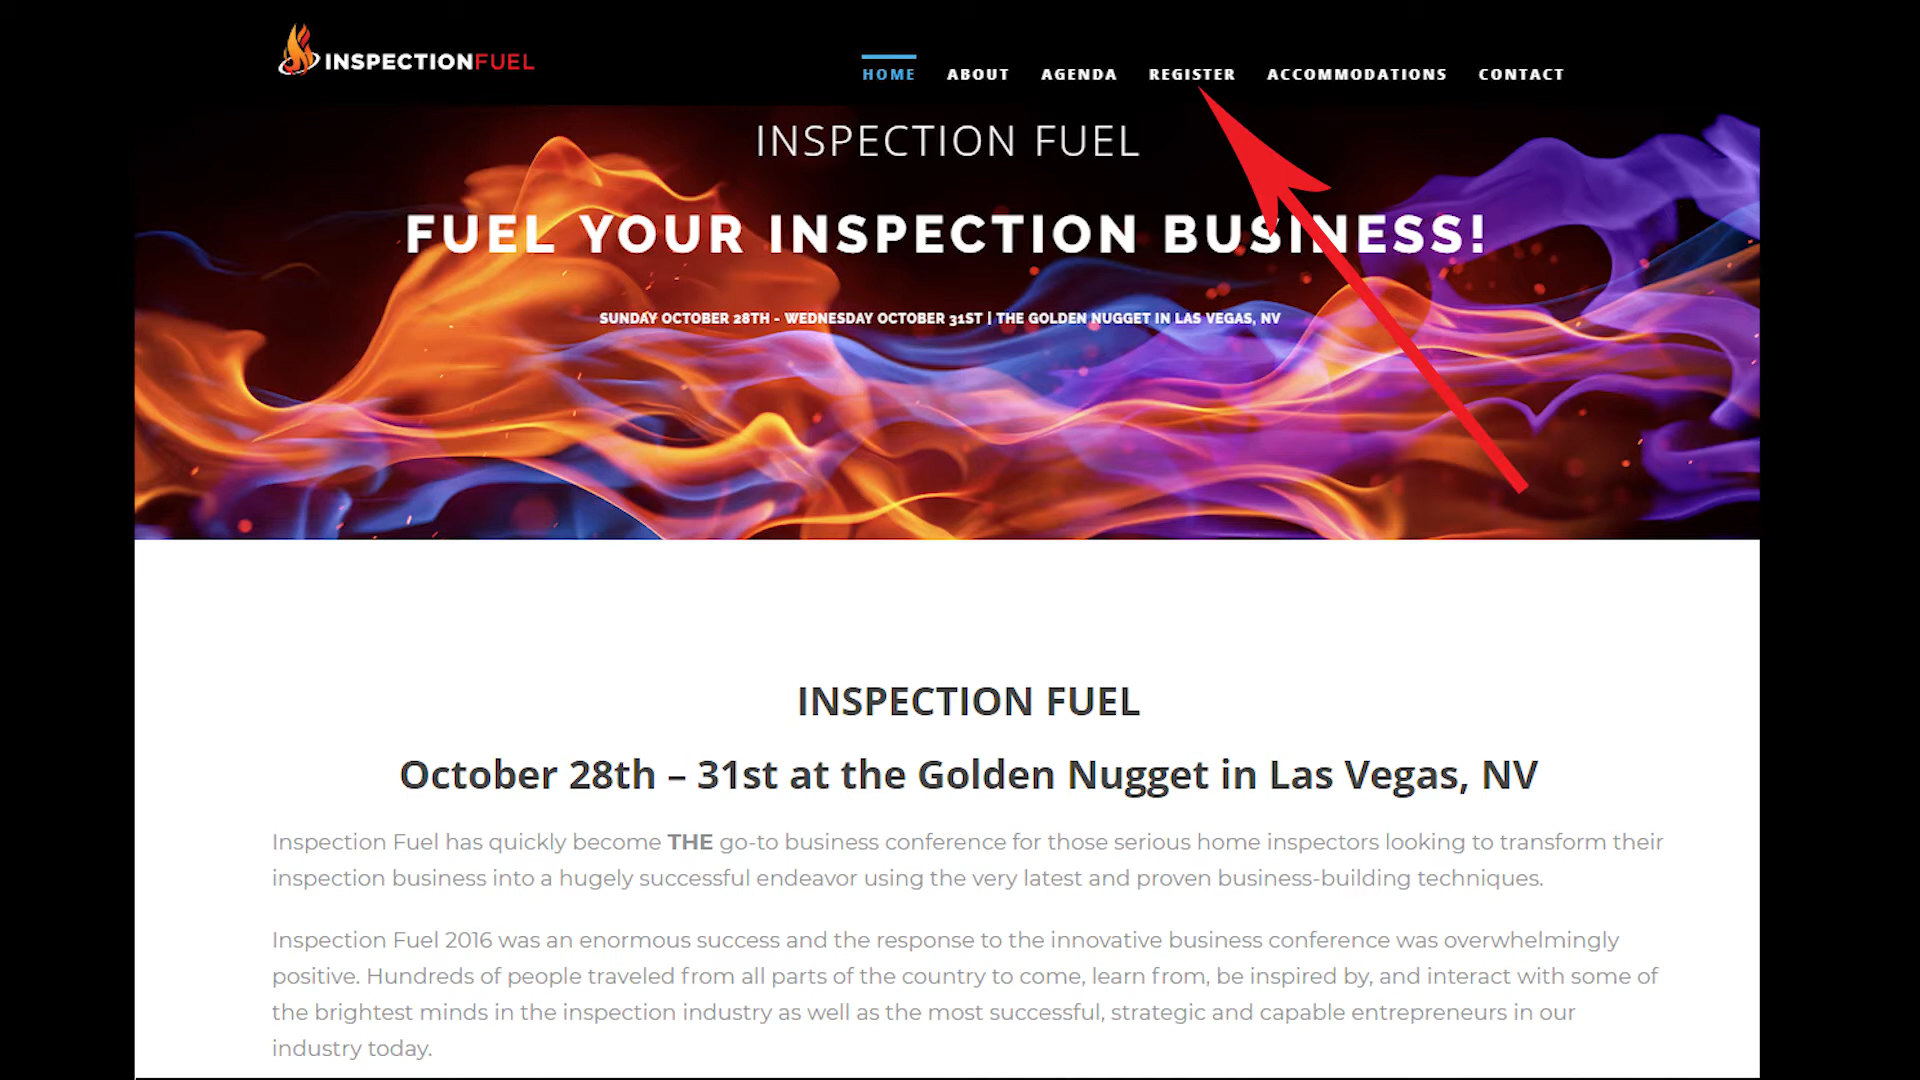 INSPECTIONFUEL
HOME ABOUT AGENDA REGISTER ACCOMMODATIONS CONTACT
INSPECTION FUEL
FUEL YOUR INSPECTION BUSINESS!
SUNDAY OCTOBER 28TH - WEDNESDAY OCTOBER 31ST | THE GOLDEN NUGGET IN LAS VEGAS, NV
INSPECTION FUEL
October 28th – 31st at the Golden Nugget in Las Vegas, NV
Inspection Fuel has quickly become THE go-to business conference for those serious home inspectors looking to transform their
inspection business into a hugely successful endeavor using the very latest and proven business-building techniques.
Inspection Fuel 2016 was an enormous success and the response to the innovative business conference was overwhelmingly
positive. Hundreds of people traveled from all parts of the country to come, learn from, be inspired by, and interact with some of
the brightest minds in the inspection industry as well as the most successful, strategic and capable entrepreneurs in our
industry today.